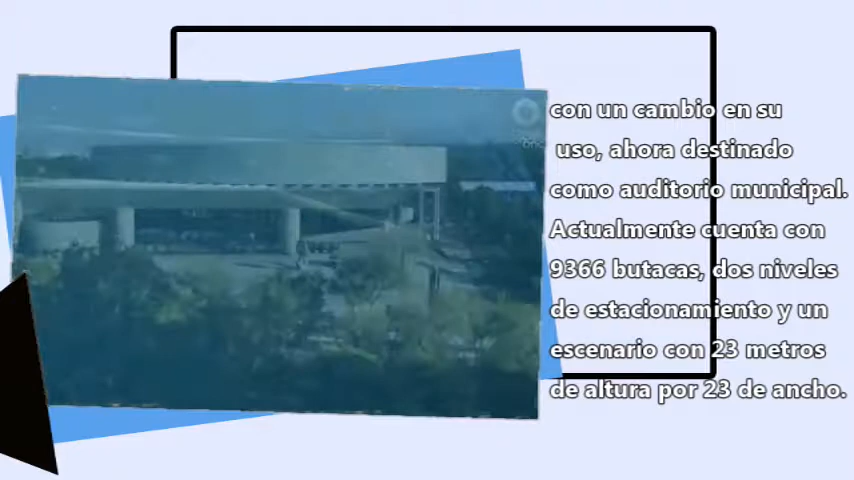 con un cambio en su
uso, ahora destinado
como auditorio municipal.
Actualmente cuenta con
9366 butacas, dos niveles
de estacionamiento y un
escenario con 23 metros
de altura por 23 de ancho.